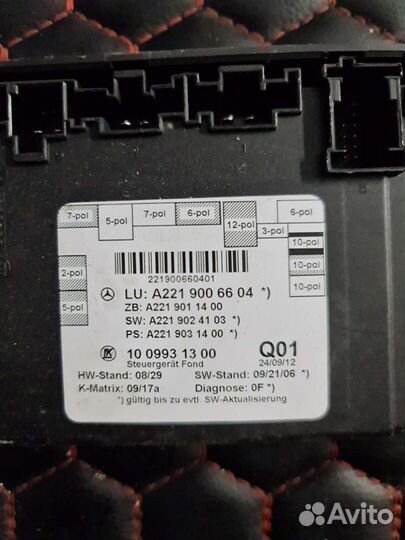 7-pol
5-pol
7-pol
6-pol
12-pol
3-pol
6-pol
10-pol
10-pol
10-pol
2-pol
5-pol
221900660401
LU: A221 900 66 04 *)
ZB: A221 901 14 00
SW: A221 902 41 03 *)
PS: A221 903 14 00 *)
10 0993 13 00 Q01
Steuergerät Fond 24/09/12
HW-Stand: 08/29 SW-Stand: 09/21/06 *)
K-Matrix: 09/17a Diagnose: 0F *)
*) gültig bis zu evtl. SW-Aktualisierung
Avito